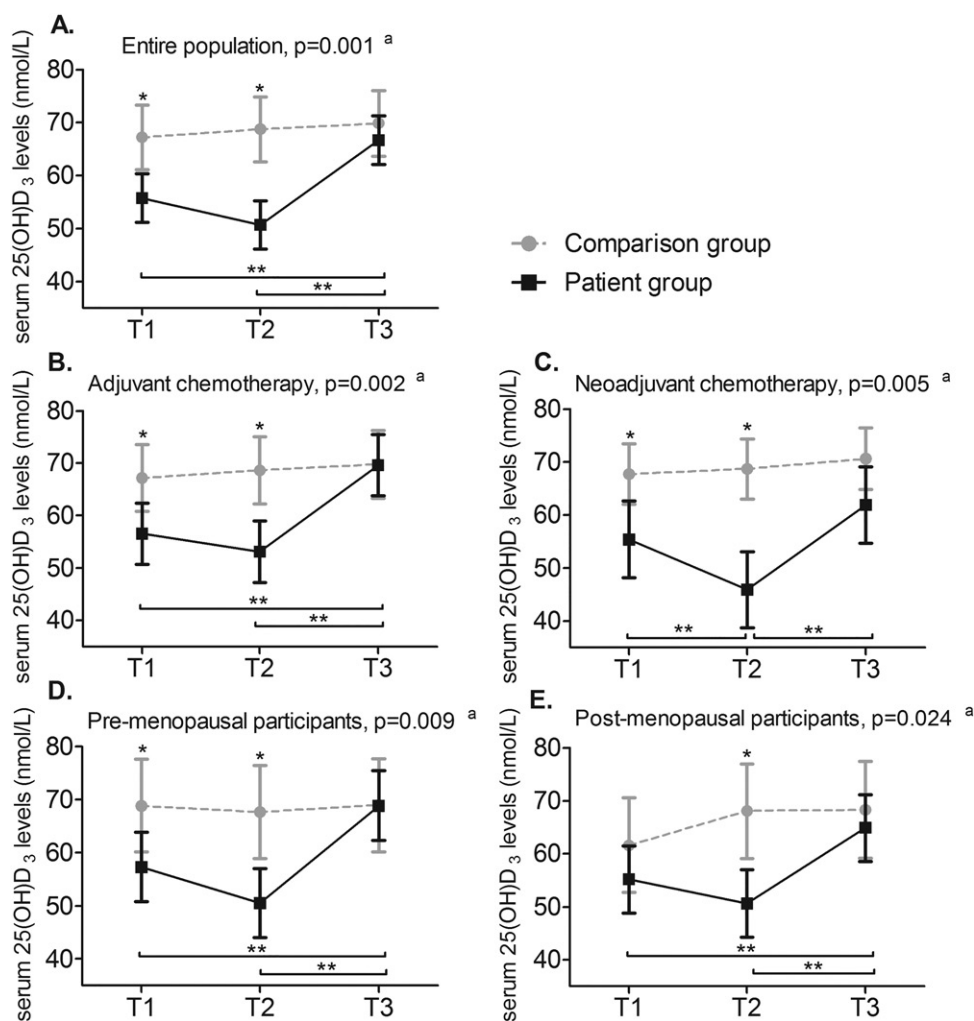 A.
Entire population, p=0.001 a
serum 25(OH)D3 levels (nmol/L)
80
70
60
50
40
*
*
**
**
T1
T2
T3
Comparison group
Patient group
B.
Adjuvant chemotherapy, p=0.002 a
serum 25(OH)D3 levels (nmol/L)
80
70
60
50
40
*
*
**
**
T1
T2
T3
C.
Neoadjuvant chemotherapy, p=0.005 a
serum 25(OH)D3 levels (nmol/L)
80
70
60
50
40
*
*
**
**
T1
T2
T3
D.
Pre-menopausal participants, p=0.009 a
serum 25(OH)D3 levels (nmol/L)
80
70
60
50
40
*
*
**
**
T1
T2
T3
E.
Post-menopausal participants, p=0.024 a
serum 25(OH)D3 levels (nmol/L)
80
70
60
50
40
*
**
**
T1
T2
T3